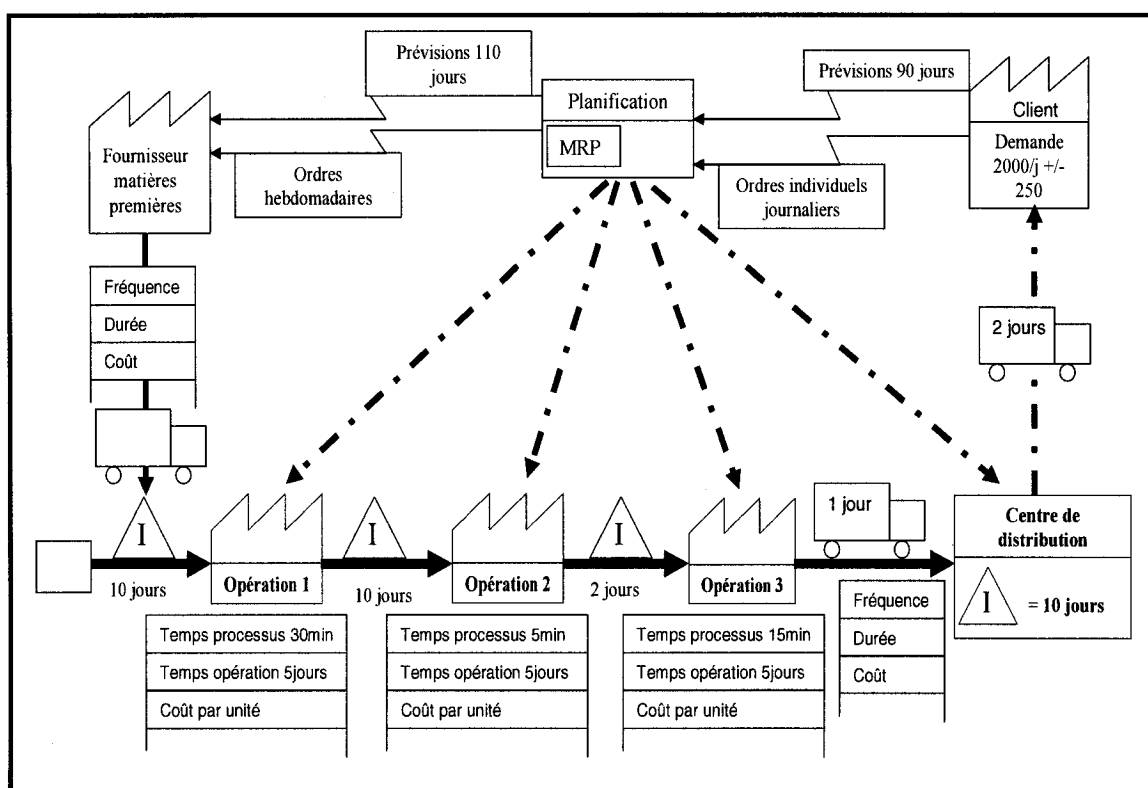 Prévisions 110
jours
Planification
MRP
Prévisions 90 jours
Client
Demande
2000/j +/-
250
Fournisseur
matières
premières
Ordres
hebdomadaires
Ordres individuels
journaliers
Fréquence
Durée
Coût
2 jours
I
10 jours
Opération 1
I
10 jours
Opération 2
I
2 jours
Opération 3
1 jour
Centre de
distribution
I = 10 jours
Temps processus 30min
Temps opération 5jours
Coût par unité
Temps processus 5min
Temps opération 5jours
Coût par unité
Temps processus 15min
Temps opération 5jours
Coût par unité
Fréquence
Durée
Coût